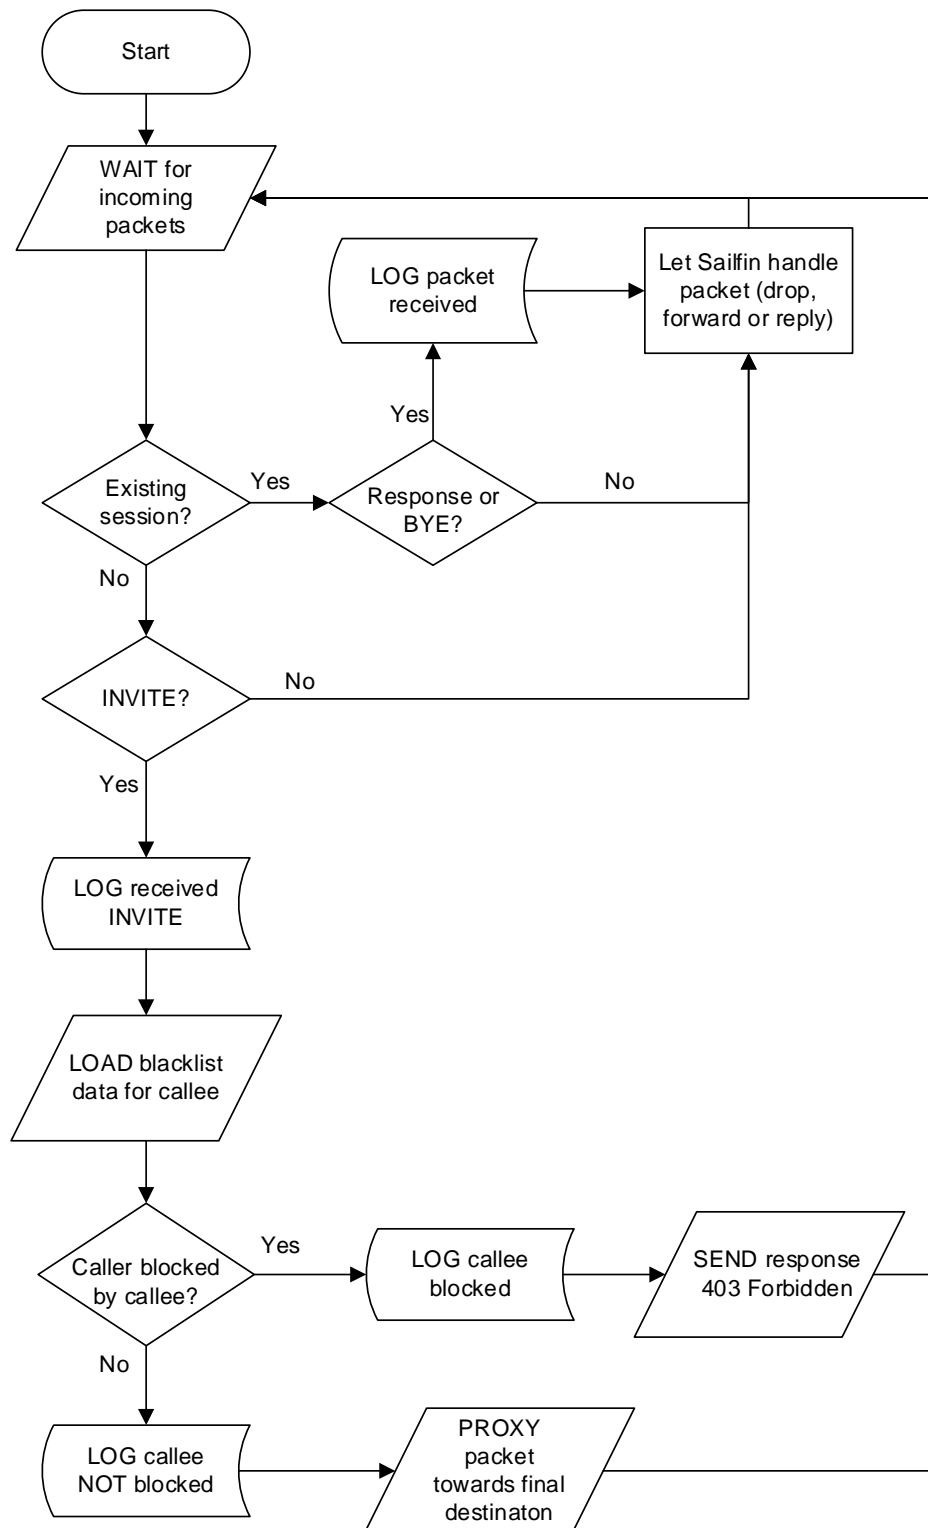 Start
WAIT for
incoming
packets
LOG packet
received
Let Sailfin handle
packet (drop,
forward or reply)
Yes
Existing
session?
Yes
Response or
BYE?
No
No
INVITE?
No
Yes
LOG received
INVITE
LOAD blacklist
data for callee
Caller blocked
by callee?
Yes
LOG callee
blocked
SEND response
403 Forbidden
No
LOG callee
NOT blocked
PROXY
packet
towards final
destinaton